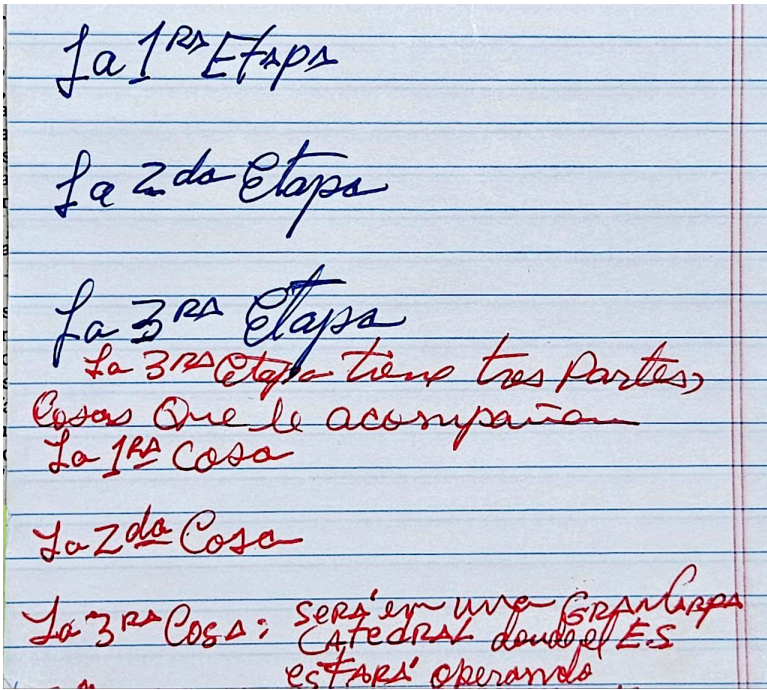 La 1RA Etapa
La 2da Etapa
La 3RA Etapa
La 3RA Etapa tiene tres Partes,
Cosas Que le acompañan
La 1RA Cosa
La 2da Cosa
La 3RA Cosa: SERÁ en una GRAN CARPA
CATEDRAL donde el E.S
ESTARÁ operando